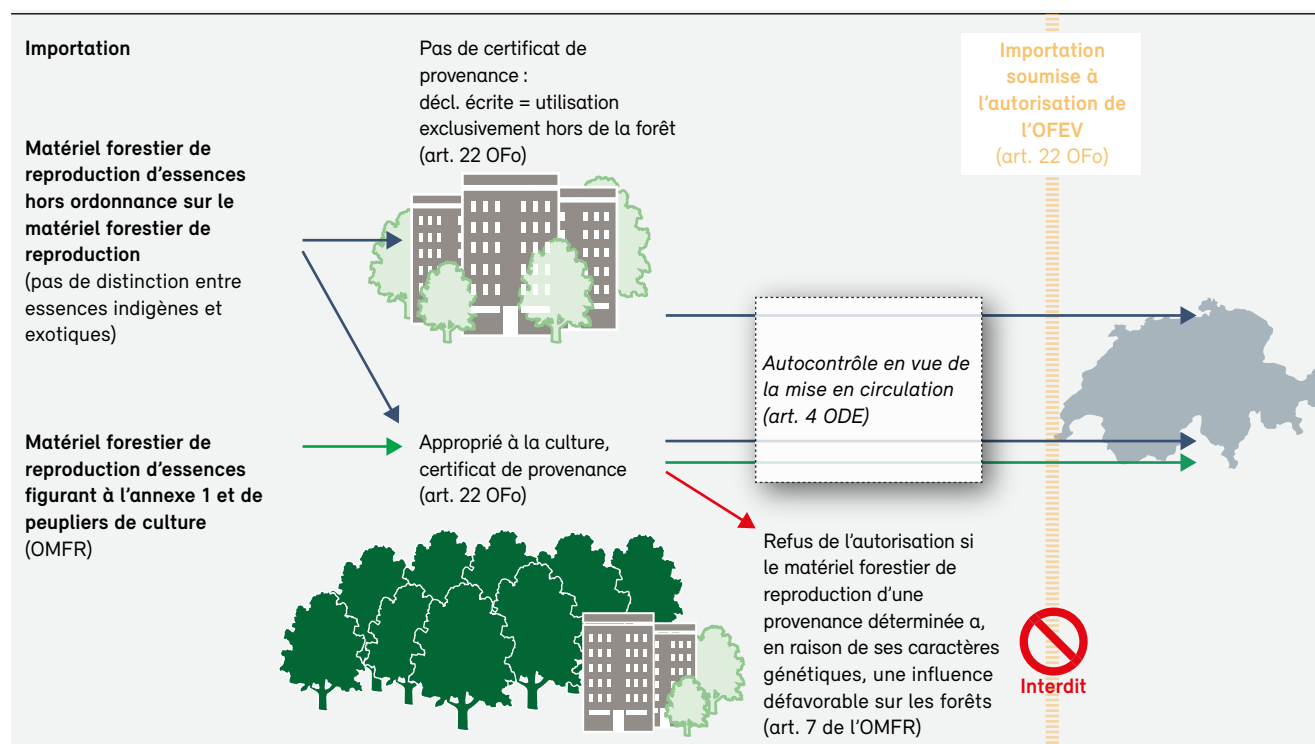 Importation
Pas de certificat de
provenance :
décl. écrite = utilisation
exclusivement hors de la forêt
(art. 22 OFo)
Importation
soumise à
l'autorisation de
l'OFEV
(art. 22 OFo)
Matériel forestier de
reproduction d'essences
hors ordonnance sur le
matériel forestier de
reproduction
(pas de distinction entre
essences indigènes et
exotiques)
Autocontrôle en vue de
la mise en circulation
(art. 4 ODE)
Matériel forestier de
reproduction d'essences
figurant à l'annexe 1 et de
peupliers de culture
(OMFR)
Approprié à la culture,
certificat de provenance
(art. 22 OFo)
Refus de l'autorisation si
le matériel forestier de
reproduction d'une
provenance déterminée a,
en raison de ses caractères
génétiques, une influence
défavorable sur les forêts
(art. 7 de l'OMFR)
Interdit